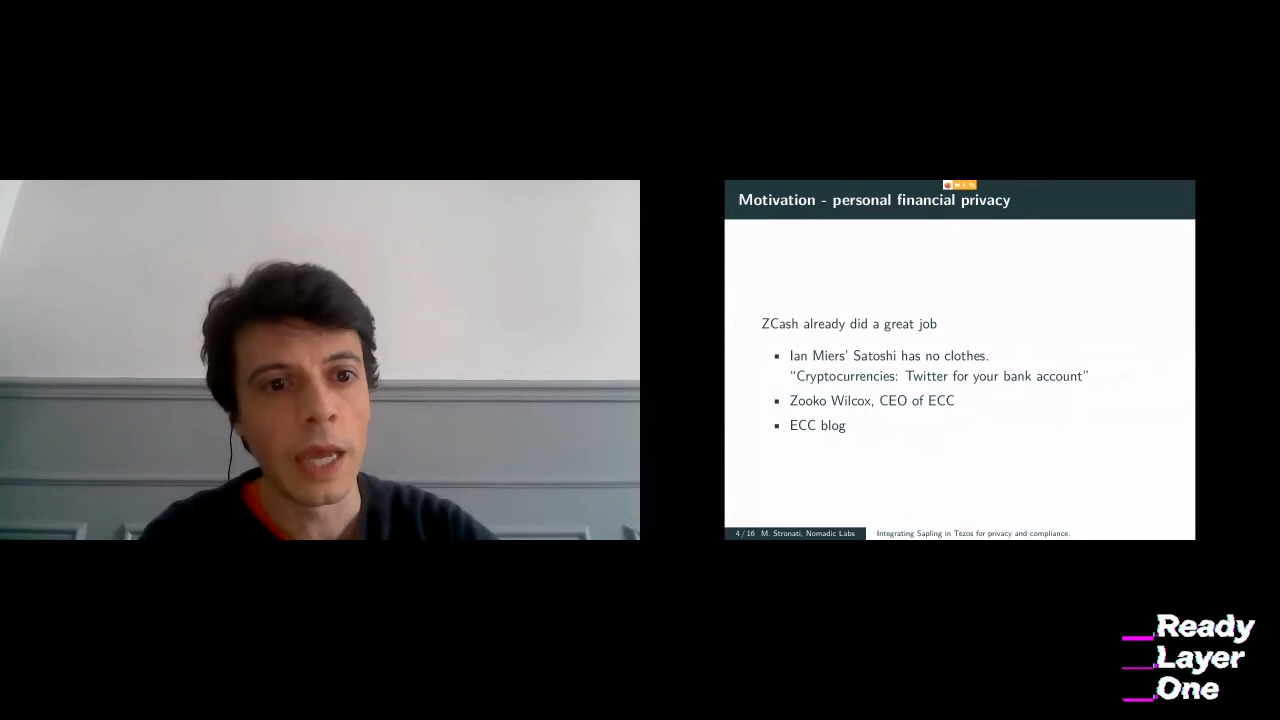 Motivation - personal financial privacy
ZCash already did a great job
▪ Ian Miers' Satoshi has no clothes.
“Cryptocurrencies: Twitter for your bank account”
▪ Zooko Wilcox, CEO of ECC
▪ ECC blog
4 / 16 M. Stronati, Nomadic Labs
Integrating Sapling in Tezos for privacy and compliance.
Ready
Layer
One